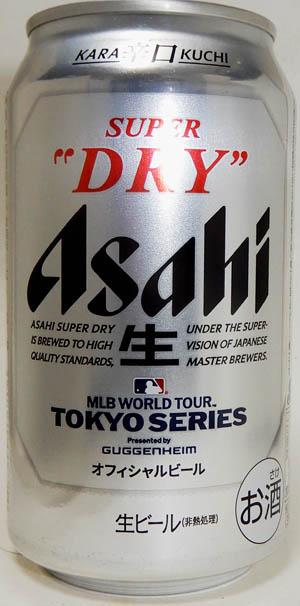 KARA 辛口 KUCHI
SUPER
"DRY"
Asahi
ASAHI SUPER DRY
IS BREWED TO HIGH
QUALITY STANDARDS,
生
UNDER THE SUPER-
VISION OF JAPANESE
MASTER BREWERS.
MLB WORLD TOUR™
TOKYO SERIES
Presented by
GUGGENHEIM
オフィシャルビール
生ビール(非熱処理)
さけ
お酒